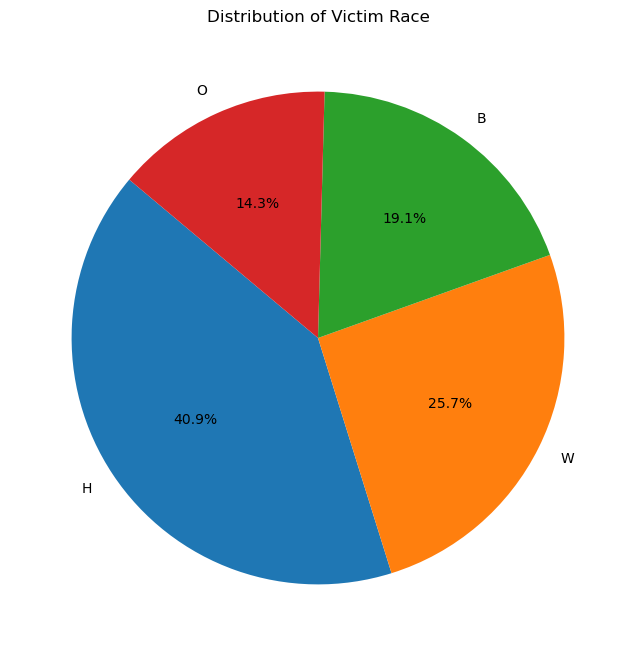 Distribution of Victim Race
O
B
14.3%
19.1%
25.7%
40.9%
W
H